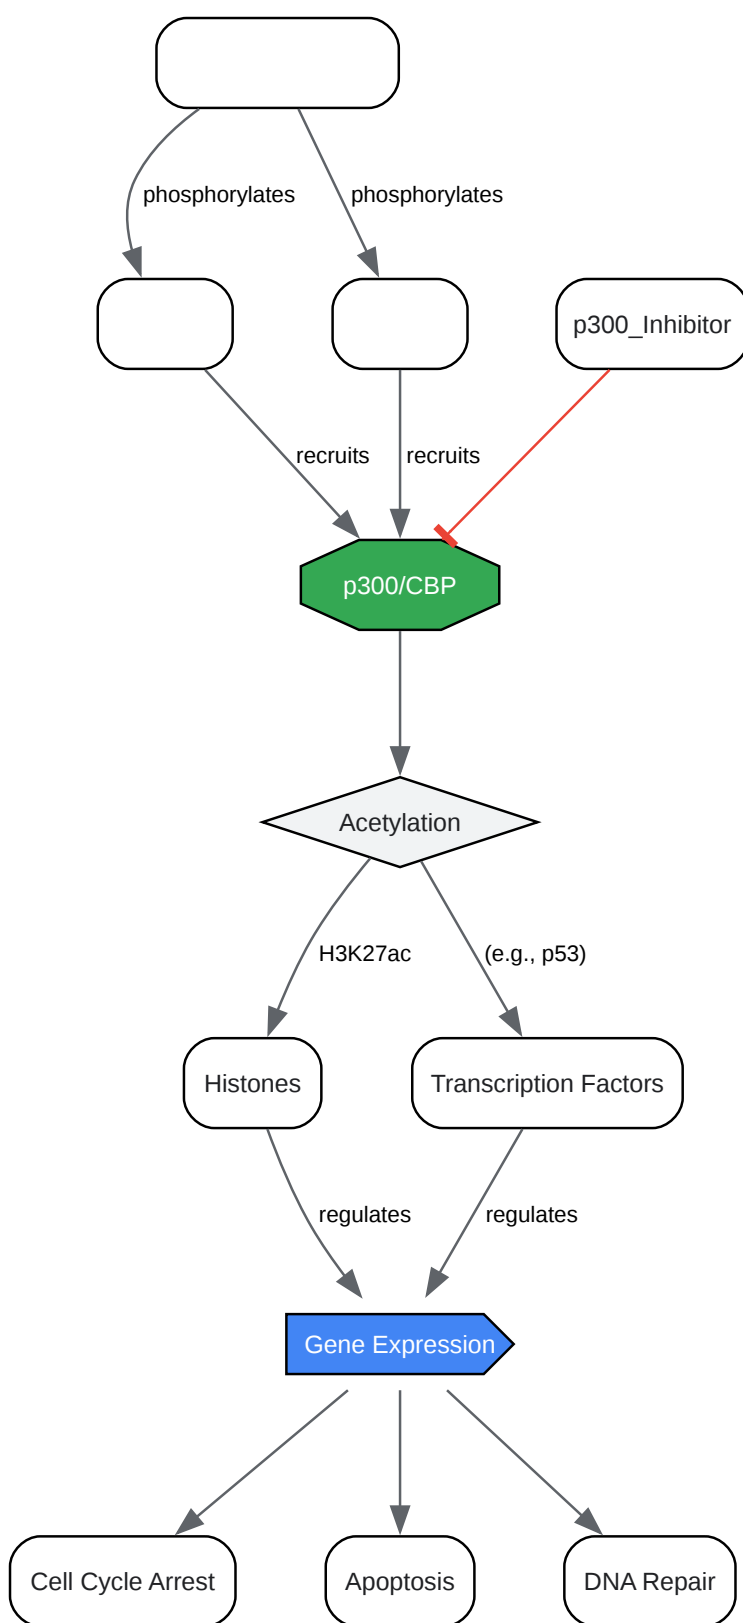 phosphorylates
phosphorylates
p300_Inhibitor
recruits
recruits
p300/CBP
Acetylation
H3K27ac
(e.g., p53)
Histones
Transcription Factors
regulates
regulates
Gene Expression
Cell Cycle Arrest
Apoptosis
DNA Repair